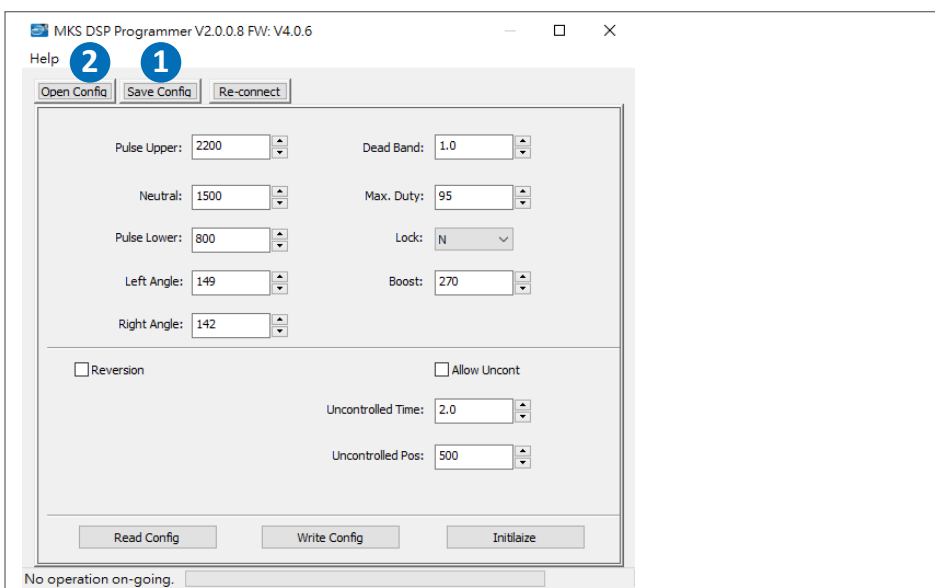 MKS DSP Programmer V2.0.0.8 FW: V4.0.6
Help
2 1
Open Config Save Config Re-connect
Pulse Upper: 2200 Dead Band: 1.0
Neutral: 1500 Max. Duty: 95
Pulse Lower: 800 Lock: N
Left Angle: 149 Boost: 270
Right Angle: 142
Reversion Allow Uncont
Uncontrolled Time: 2.0
Uncontrolled Pos: 500
Read Config Write Config Initilaize
No operation on-going.